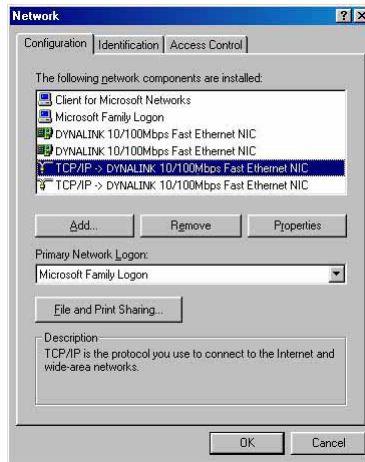 Network
Configuration Identification Access Control
The following network components are installed:
Client for Microsoft Networks
Microsoft Family Logon
DYNALINK 10/100Mbps Fast Ethernet NIC
DYNALINK 10/100Mbps Fast Ethernet NIC
TCP/IP -> DYNALINK 10/100Mbps Fast Ethernet NIC
TCP/IP -> DYNALINK 10/100Mbps Fast Ethernet NIC
Add... Remove Properties
Primary Network Logon:
Microsoft Family Logon
File and Print Sharing...
Description
TCP/IP is the protocol you use to connect to the Internet and
wide-area networks.
OK Cancel